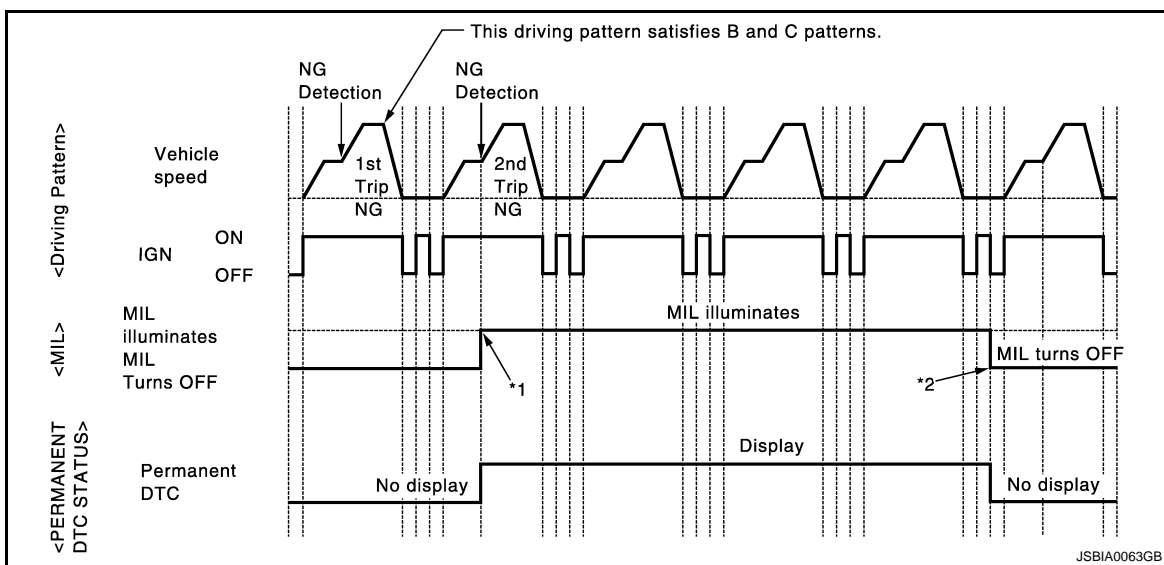 This driving pattern satisfies B and C patterns.
NG
Detection
NG
Detection
<Driving Pattern>
Vehicle
speed
1st
Trip
NG
2nd
Trip
NG
IGN
ON
OFF
<MIL>
MIL
illuminates
MIL
Turns OFF
MIL illuminates
*1
*2
MIL turns OFF
<PERMANENT
DTC STATUS>
Permanent
DTC
No display
Display
No display
JSBIA0063GB